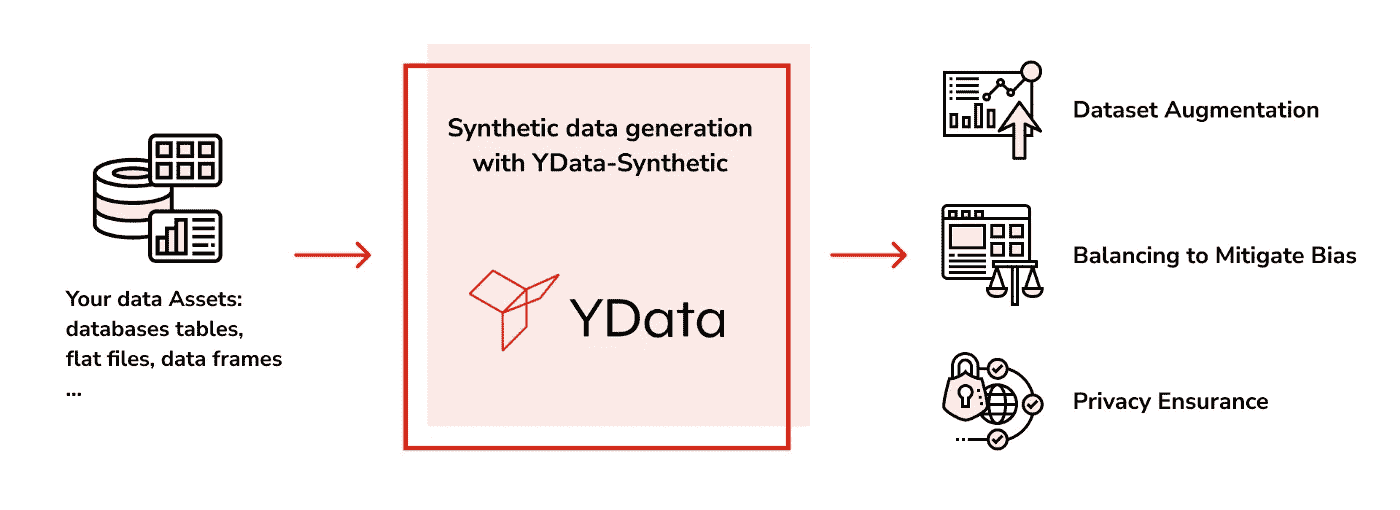 Your data Assets:
databases tables,
flat files, data frames
...
Synthetic data generation
with YData-Synthetic
YData
Dataset Augmentation
Balancing to Mitigate Bias
Privacy Ensurance